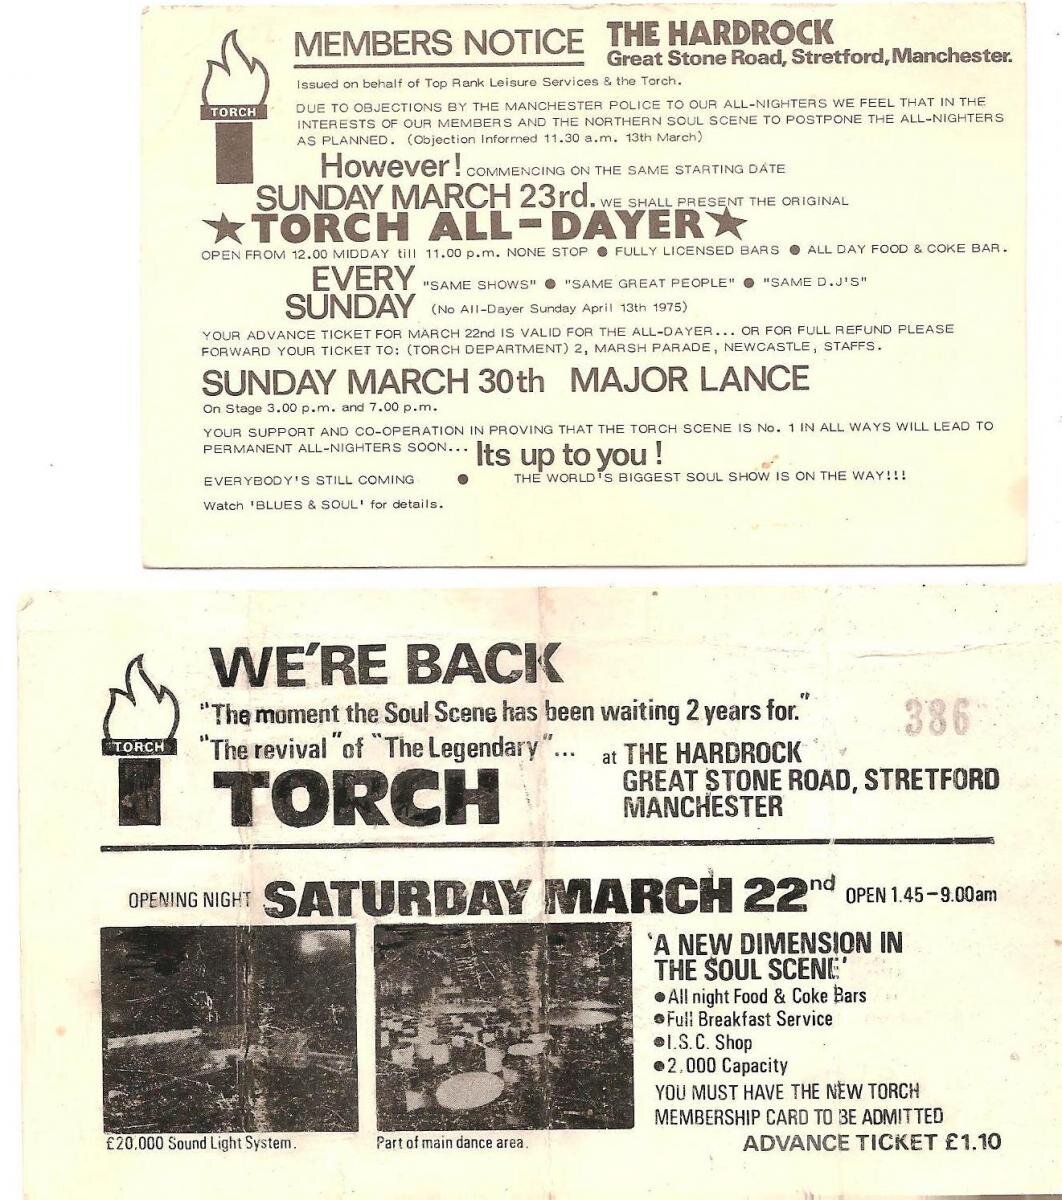 TORCH
MEMBERS NOTICE THE HARDROCK
Great Stone Road, Stretford, Manchester.
Issued on behalf of Top Rank Leisure Services & the Torch.
DUE TO OBJECTIONS BY THE MANCHESTER POLICE TO OUR ALL-NIGHTERS WE FEEL THAT IN THE
INTERESTS OF OUR MEMBERS AND THE NORTHERN SOUL SCENE TO POSTPONE THE ALL-NIGHTERS
AS PLANNED. (Objection Informed 11.30 a.m. 13th March)
However! COMMENCING ON THE SAME STARTING DATE
SUNDAY MARCH 23rd. WE SHALL PRESENT THE ORIGINAL
★TORCH ALL-DAYER★
OPEN FROM 12.00 MIDDAY till 11.00 p.m. NONE STOP ● FULLY LICENSED BARS ● ALL DAY FOOD & COKE BAR.
EVERY "SAME SHOWS" ● "SAME GREAT PEOPLE" ● "SAME D.J'S"
SUNDAY (No All-Dayer Sunday April 13th 1975)
YOUR ADVANCE TICKET FOR MARCH 22nd IS VALID FOR THE ALL-DAYER... OR FOR FULL REFUND PLEASE
FORWARD YOUR TICKET TO: (TORCH DEPARTMENT) 2, MARSH PARADE, NEWCASTLE, STAFFS.
SUNDAY MARCH 30th MAJOR LANCE
On Stage 3.00 p.m. and 7.00 p.m.
YOUR SUPPORT AND CO-OPERATION IN PROVING THAT THE TORCH SCENE IS No. 1 IN ALL WAYS WILL LEAD TO
PERMANENT ALL-NIGHTERS SOON... Its up to you!
EVERYBODY'S STILL COMING ● THE WORLD'S BIGGEST SOUL SHOW IS ON THE WAY!!!
Watch 'BLUES & SOUL' for details.
TORCH
WE'RE BACK
"The moment the Soul Scene has been waiting 2 years for."
386
"The revival" of "The Legendary"...
TORCH
at THE HARDROCK
GREAT STONE ROAD, STRETFORD
MANCHESTER
OPENING NIGHT SATURDAY MARCH 22nd OPEN 1.45-9.00am
'A NEW DIMENSION IN
THE SOUL SCENE'
●All night Food & Coke Bars
●Full Breakfast Service
●I.S.C. Shop
●2,000 Capacity
YOU MUST HAVE THE NEW TORCH
MEMBERSHIP CARD TO BE ADMITTED
£20,000 Sound Light System.
Part of main dance area.
ADVANCE TICKET £1.10